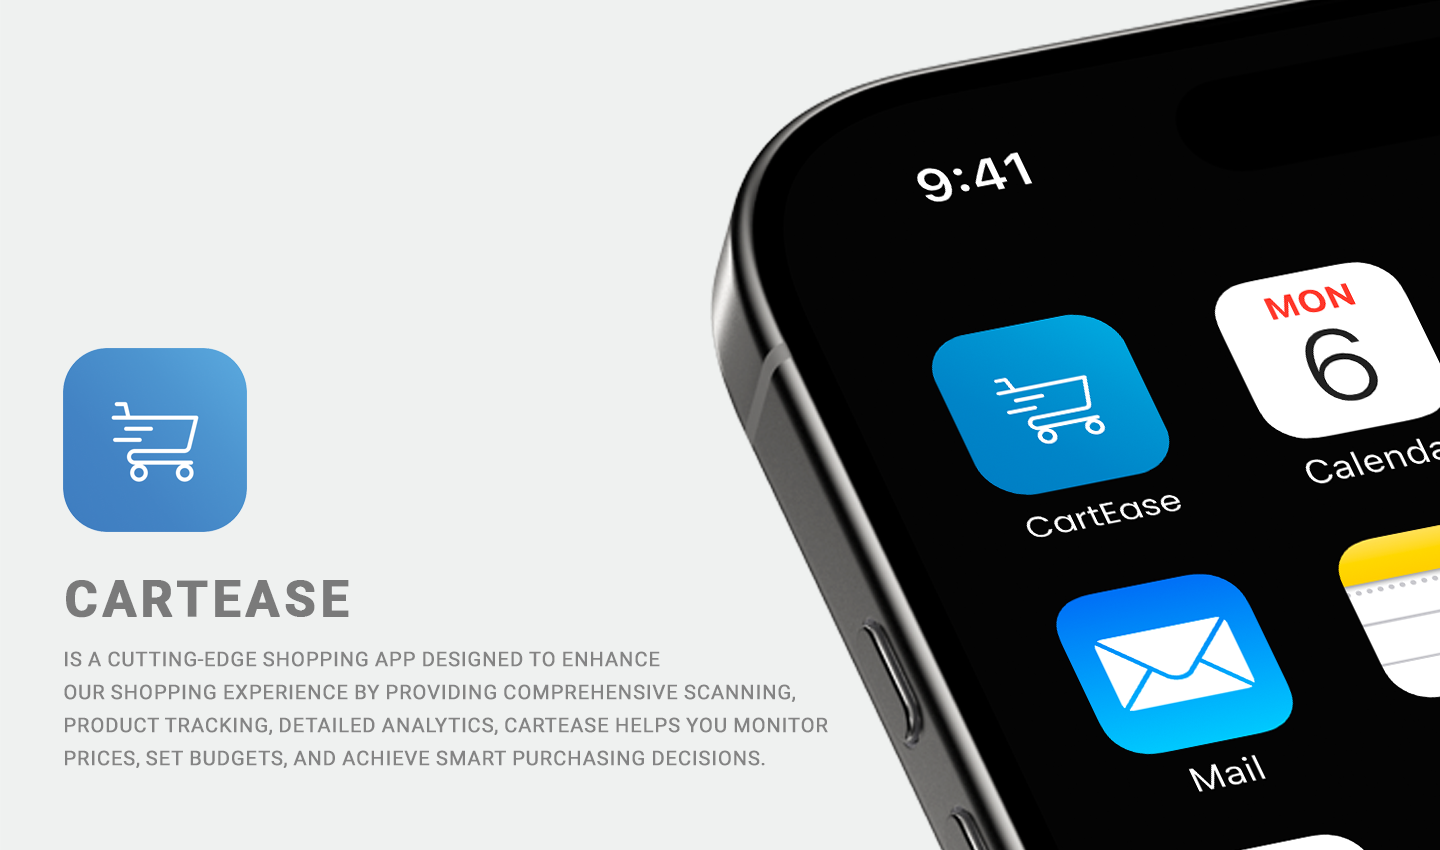 CARTEASE
IS A CUTTING-EDGE SHOPPING APP DESIGNED TO ENHANCE
OUR SHOPPING EXPERIENCE BY PROVIDING COMPREHENSIVE SCANNING,
PRODUCT TRACKING, DETAILED ANALYTICS, CARTEASE HELPS YOU MONITOR
PRICES, SET BUDGETS, AND ACHIEVE SMART PURCHASING DECISIONS.
9:41
MON
6
CartEase
Calenda
Mail